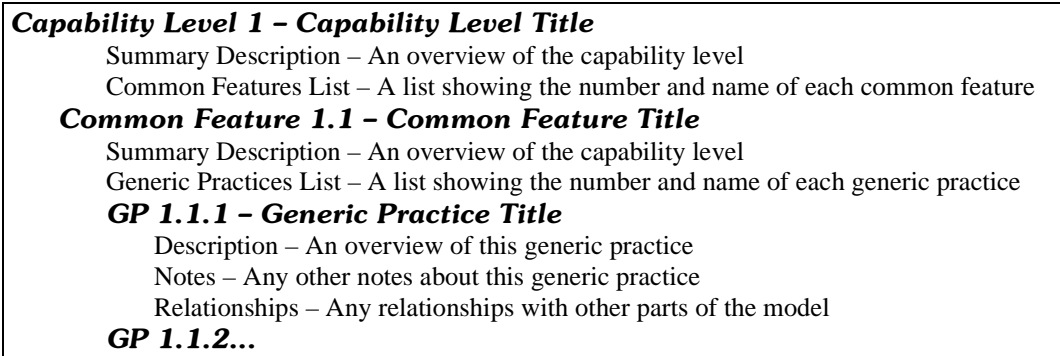 Capability Level 1 – Capability Level Title
Summary Description – An overview of the capability level
Common Features List – A list showing the number and name of each common feature
Common Feature 1.1 – Common Feature Title
Summary Description – An overview of the capability level
Generic Practices List – A list showing the number and name of each generic practice
GP 1.1.1 – Generic Practice Title
Description – An overview of this generic practice
Notes – Any other notes about this generic practice
Relationships – Any relationships with other parts of the model
GP 1.1.2...